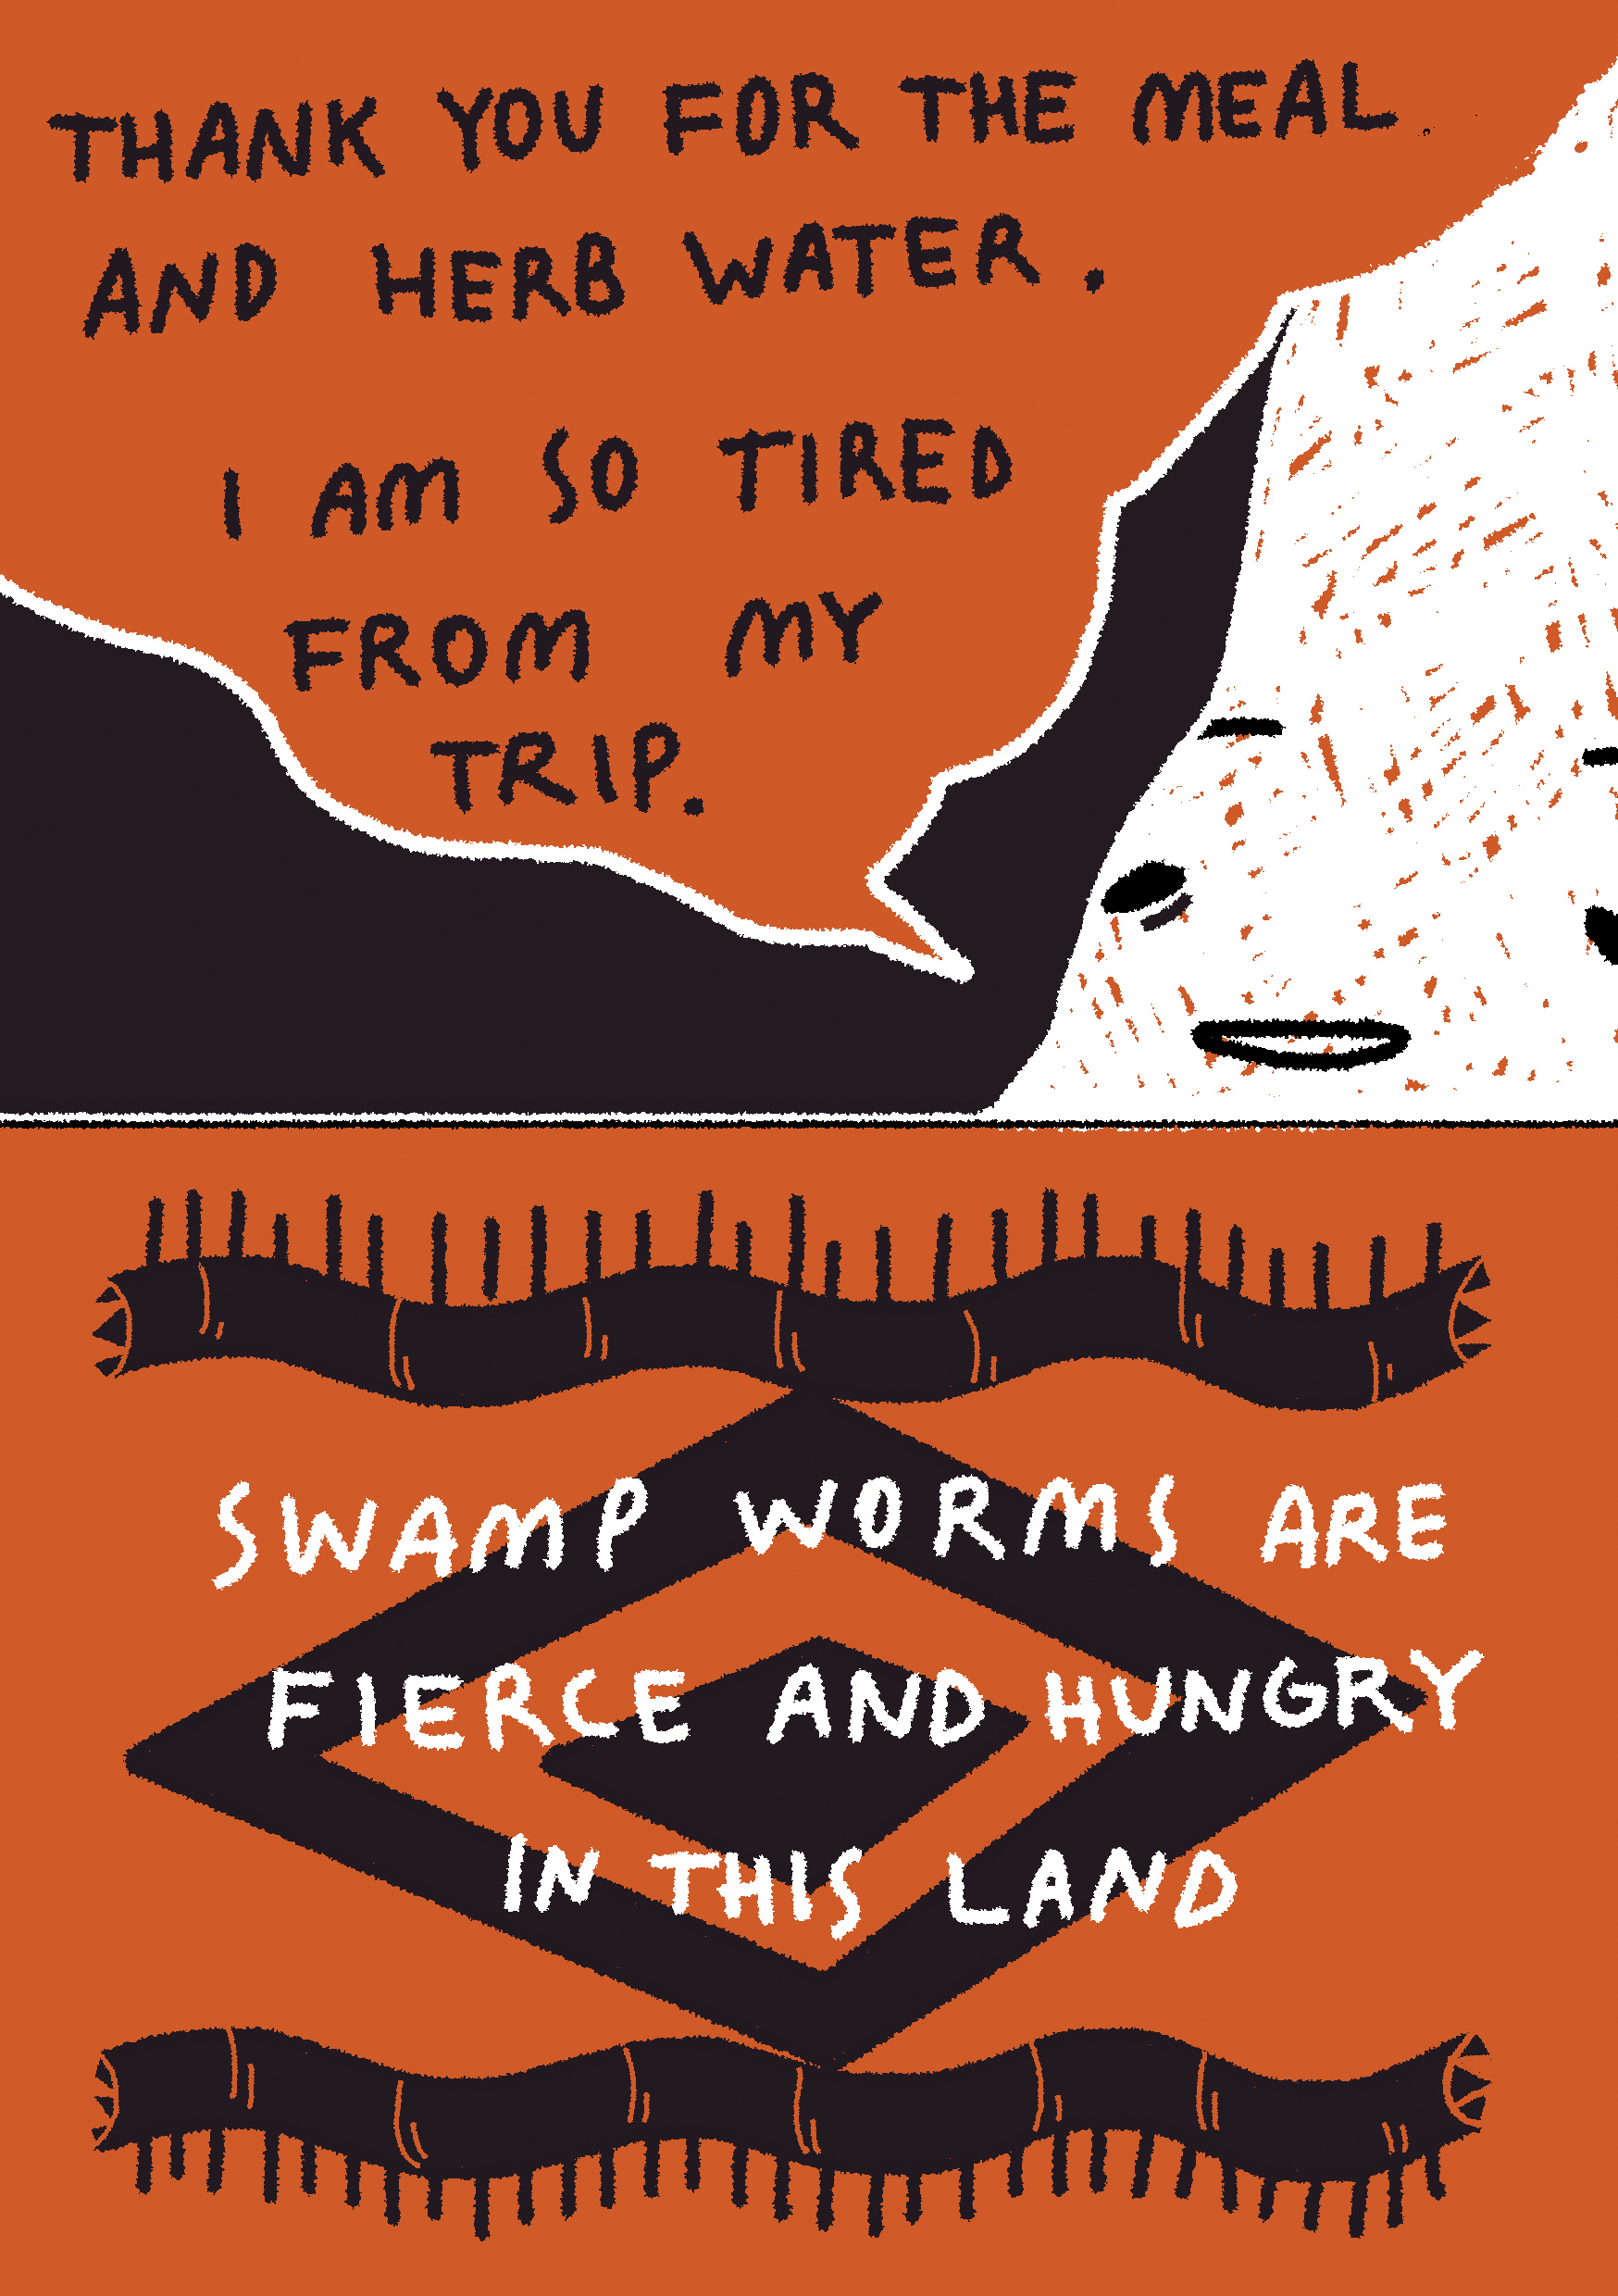 THANK YOU FOR THE MEAL
AND HERB WATER.
I AM SO TIRED
FROM MY
TRIP.
SWAMP WORMS ARE
FIERCE AND HUNGRY
IN THIS LAND